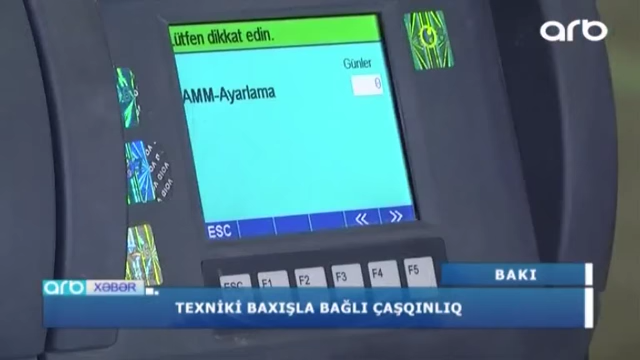 arb
Lütfen dikkat edin.
Günler
AMM-Ayarlama
0
ESC
<< >>
ESC F1 F2 F3 F4 F5
BAKI
arb XƏBƏR
TEXNİKİ BAXIŞLA BAĞLI ÇAŞQINLIQ